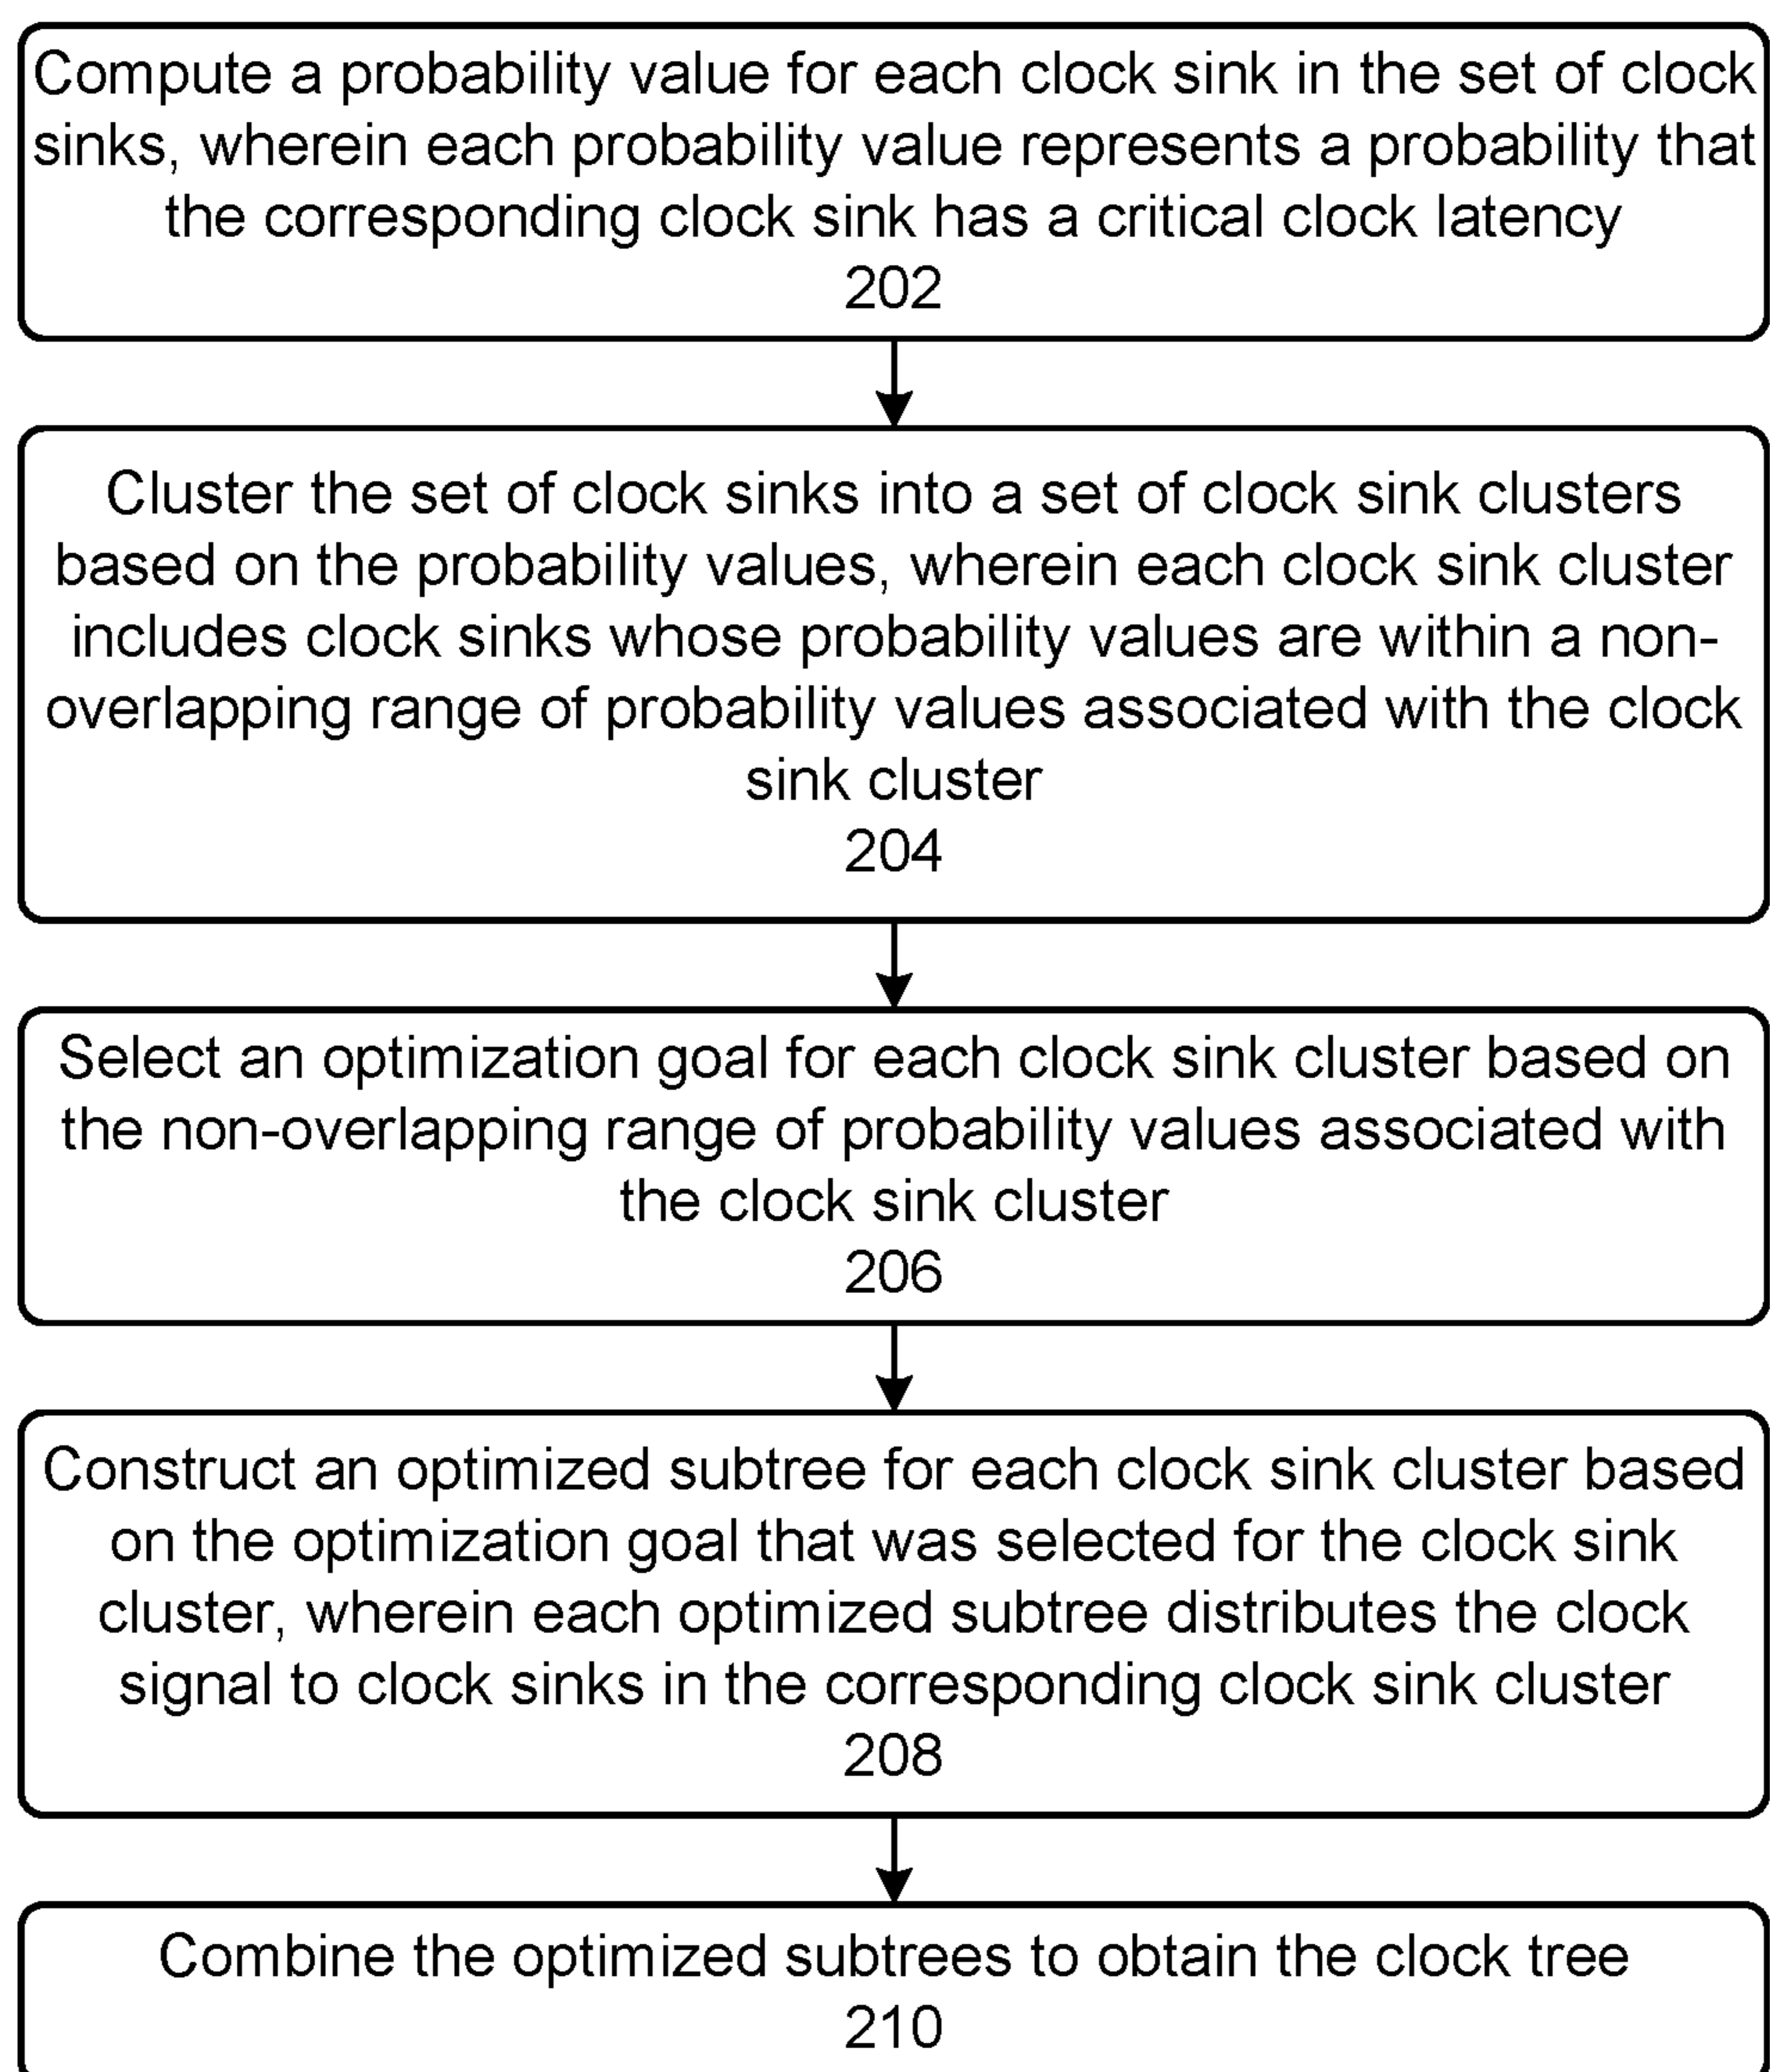 Compute a probability value for each clock sink in the set of clock
sinks, wherein each probability value represents a probability that
the corresponding clock sink has a critical clock latency
202
Cluster the set of clock sinks into a set of clock sink clusters
based on the probability values, wherein each clock sink cluster
includes clock sinks whose probability values are within a non-
overlapping range of probability values associated with the clock
sink cluster
204
Select an optimization goal for each clock sink cluster based on
the non-overlapping range of probability values associated with
the clock sink cluster
206
Construct an optimized subtree for each clock sink cluster based
on the optimization goal that was selected for the clock sink
cluster, wherein each optimized subtree distributes the clock
signal to clock sinks in the corresponding clock sink cluster
208
Combine the optimized subtrees to obtain the clock tree
210